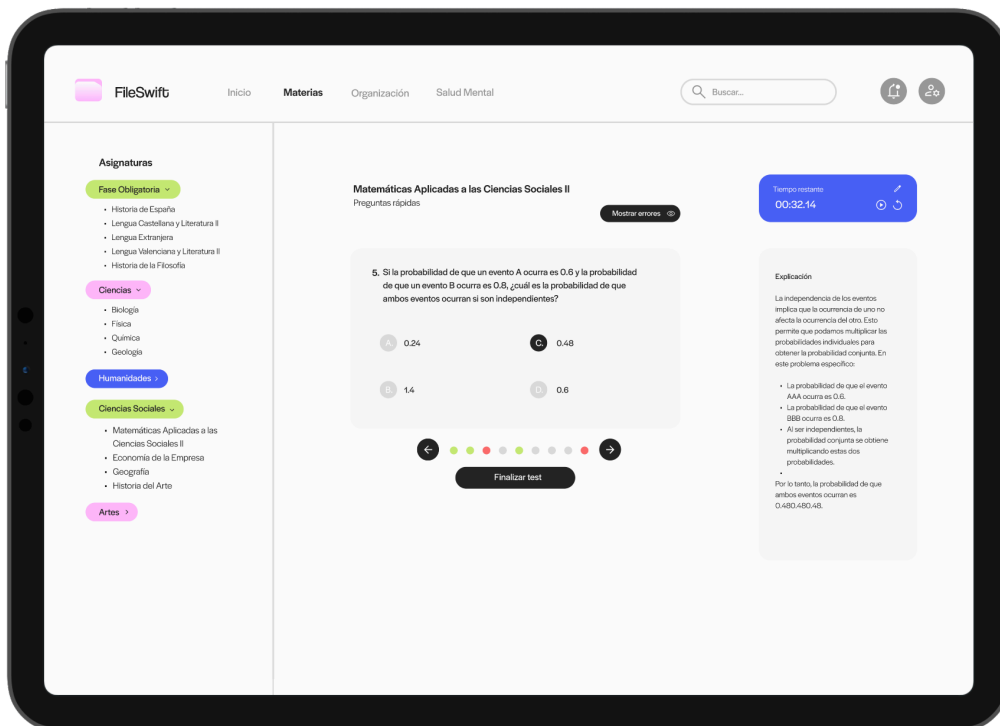 FileSwift
Inicio
Materias
Organización
Salud Mental
Buscar...
Asignaturas
Fase Obligatoria
Historia de España
Lengua Castellana y Literatura II
Lengua Extranjera
Lengua Valenciana y Literatura II
Historia de la Filosofía
Ciencias
Biología
Física
Química
Geología
Humanidades
Ciencias Sociales
Matemáticas Aplicadas a las
Ciencias Sociales II
Economía de la Empresa
Geografía
Historia del Arte
Artes
Matemáticas Aplicadas a las Ciencias Sociales II
Preguntas rápidas
Mostrar errores
5. Si la probabilidad de que un evento A ocurra es 0.6 y la probabilidad
de que un evento B ocurra es 0.8, ¿cuál es la probabilidad de que
ambos eventos ocurran si son independientes?
A. 0.24
C. 0.48
B. 1.4
D. 0.6
Finalizar test
Tiempo restante
00:32.14
Explicación
La independencia de los eventos
implica que la ocurrencia de uno no
afecta la ocurrencia del otro. Esto
permite que podamos multiplicar las
probabilidades individuales para
obtener la probabilidad conjunta. En
este problema específico:
La probabilidad de que el evento
AAA ocurra es 0.6.
La probabilidad de que el evento
BBB ocurra es 0.8.
Al ser independientes, la
probabilidad conjunta se obtiene
multiplicando estas dos
probabilidades.
Por lo tanto, la probabilidad de que
ambos eventos ocurran es
0.480.480.48.